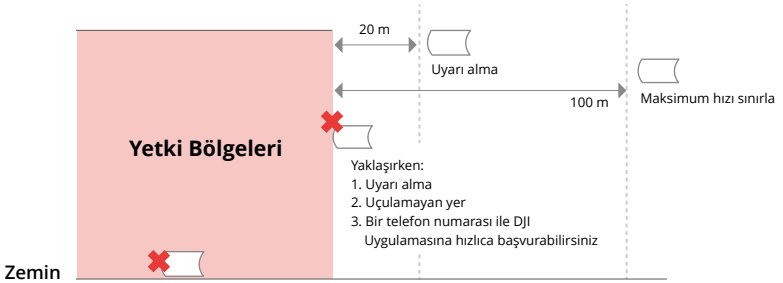 20 m
Uyarı alma
100 m
Maksimum hızı sınırla
Yetki Bölgeleri
Yaklaşırken:
1. Uyarı alma
2. Uçulamayan yer
3. Bir telefon numarası ile DJI
Uygulamasına hızlıca başvurabilirsiniz
Zemin